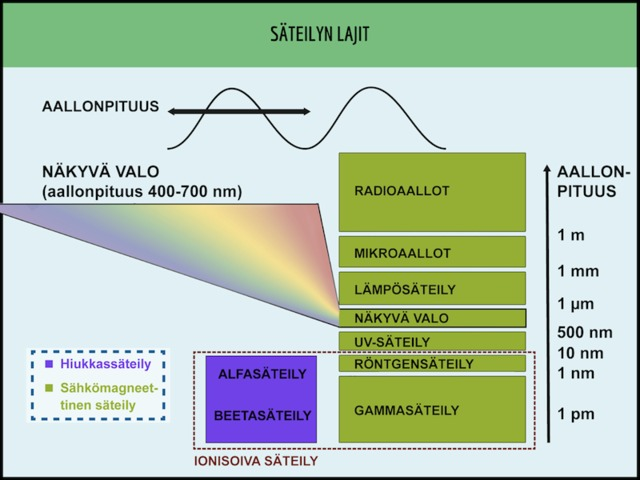 SÄTEILYN LAJIT
AALLONPITUUS
NÄKYVÄ VALO
(aallonpituus 400-700 nm)
RADIOAALLOT
MIKROAALLOT
LÄMPÖSÄTEILY
NÄKYVÄ VALO
UV-SÄTEILY
RÖNTGENSÄTEILY
GAMMASÄTEILY
AALLON-
PITUUS
1 m
1 mm
1 µm
500 nm
10 nm
1 nm
1 pm
Hiukkassäteily
Sähkömagneet-
tinen säteily
ALFASÄTEILY
BEETASÄTEILY
IONISOIVA SÄTEILY